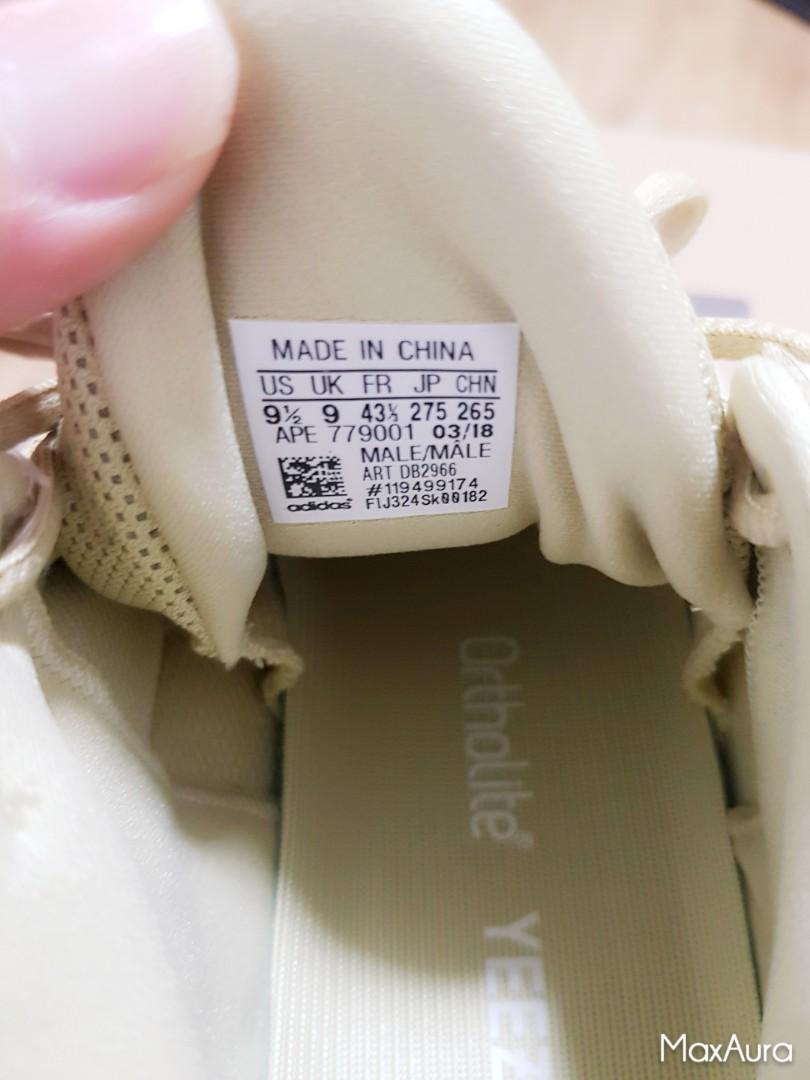 MADE IN CHINA
US UK FR JP CHN
9½ 9 43⅓ 275 265
APE 779001 03/18
MALE/MÂLE
ART DB2966
#119499174
adidas FIJ324Sk00182
Ortholite® YEEZ
MaxAura